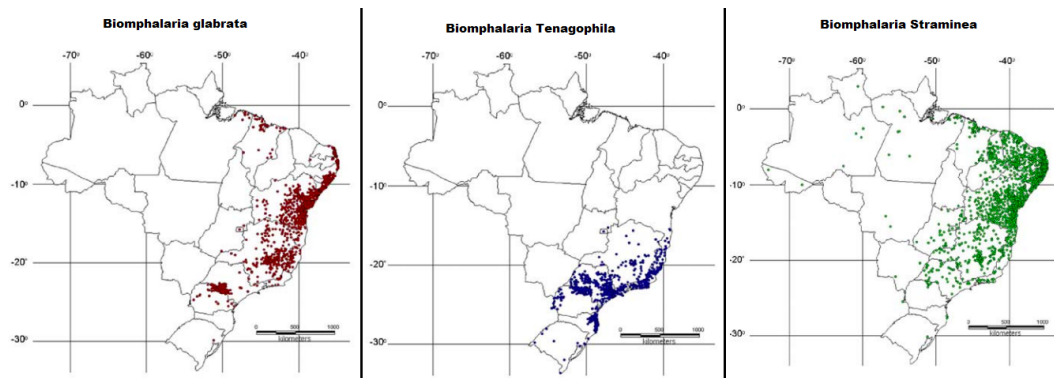 Biomphalaria glabrata
-70º -60º -50º -40º
0º
-10º
-20º
-30º
0 500 1000
kilometers
Biomphalaria Tenagophila
-70º -60º -50º -40º
0º
-10º
-20º
-30º
0 500 1000
kilometers
Biomphalaria Straminea
-70º -60º -50º -40º
0º
-10º
-20º
-30º
0 500 1000
kilometers